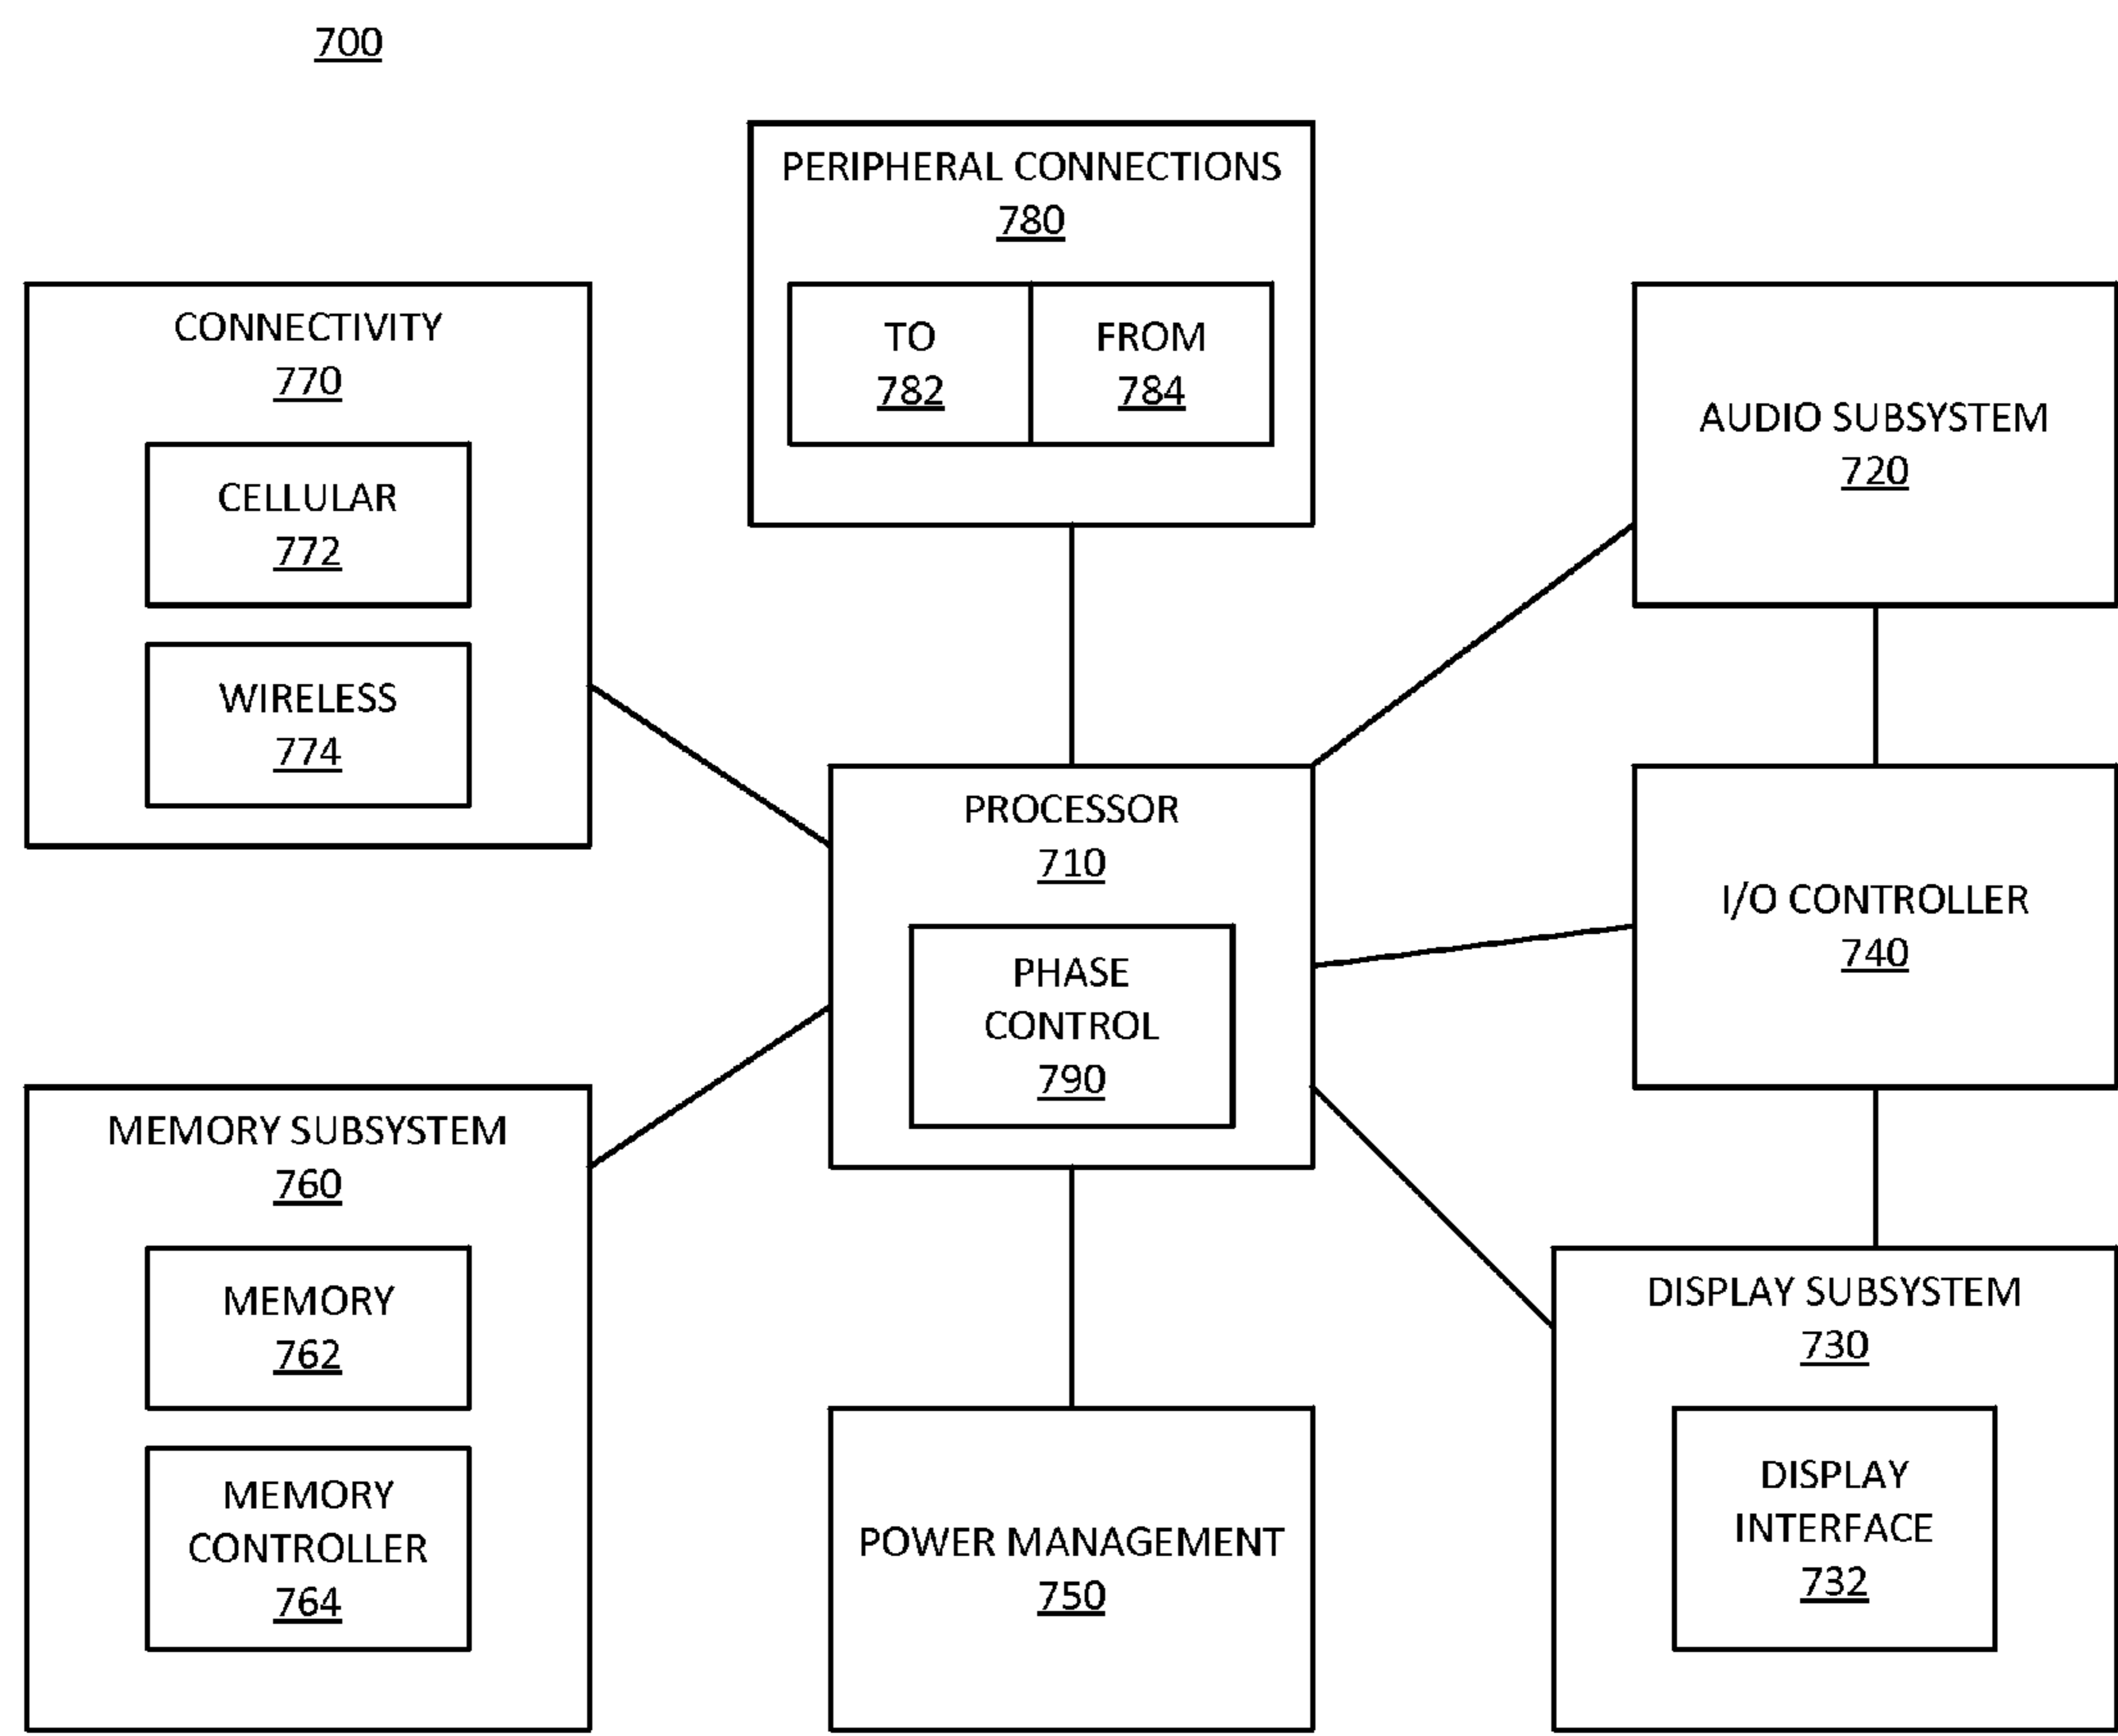 700
PERIPHERAL CONNECTIONS
780
TO
782
FROM
784
CONNECTIVITY
770
CELLULAR
772
WIRELESS
774
AUDIO SUBSYSTEM
720
PROCESSOR
710
PHASE
CONTROL
790
I/O CONTROLLER
740
MEMORY SUBSYSTEM
760
MEMORY
762
MEMORY
CONTROLLER
764
POWER MANAGEMENT
750
DISPLAY SUBSYSTEM
730
DISPLAY
INTERFACE
732